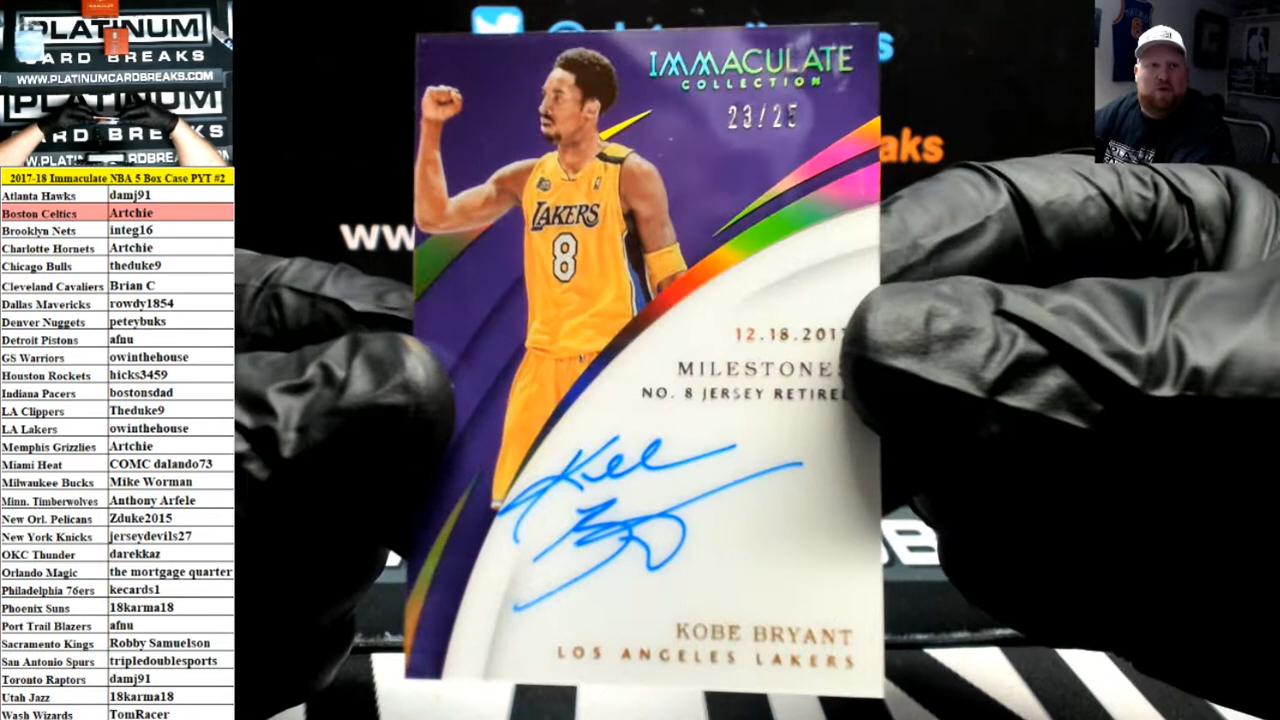 PLATINUM
CARD BREAKS
WWW.PLATINUMCARDBREAKS.COM
PLATINUM
2017-18 Immaculate NBA 5 Box Case PYT #2
Atlanta Hawks damj91
Boston Celtics Artchie
Brooklyn Nets integ16
Charlotte Hornets Artchie
Chicago Bulls theduke9
Cleveland Cavaliers Brian C
Dallas Mavericks rowdy1854
Denver Nuggets peteybuks
Detroit Pistons afnu
GS Warriors owinthehouse
Houston Rockets hicks3459
Indiana Pacers bostonsdad
LA Clippers Theduke9
LA Lakers owinthehouse
Memphis Grizzlies Artchie
Miami Heat COMC dalando73
Milwaukee Bucks Mike Worman
Minn. Timberwolves Anthony Arfele
New Orl. Pelicans Zduke2015
New York Knicks jerseydevils27
OKC Thunder darekkaz
Orlando Magic the mortgage quarter
Philadelphia 76ers kecards1
Phoenix Suns 18karma18
Port Trail Blazers afnu
Sacramento Kings Robby Samuelson
San Antonio Spurs tripledoublesports
Toronto Raptors damj91
Utah Jazz 18karma18
Wash Wizards TomRacer
IMMACULATE
COLLECTION
23/25
LAKERS
8
12.18.201
MILESTONES
NO. 8 JERSEY RETIRE
KOBE BRYANT
LOS ANGELES LAKERS
aks
ww